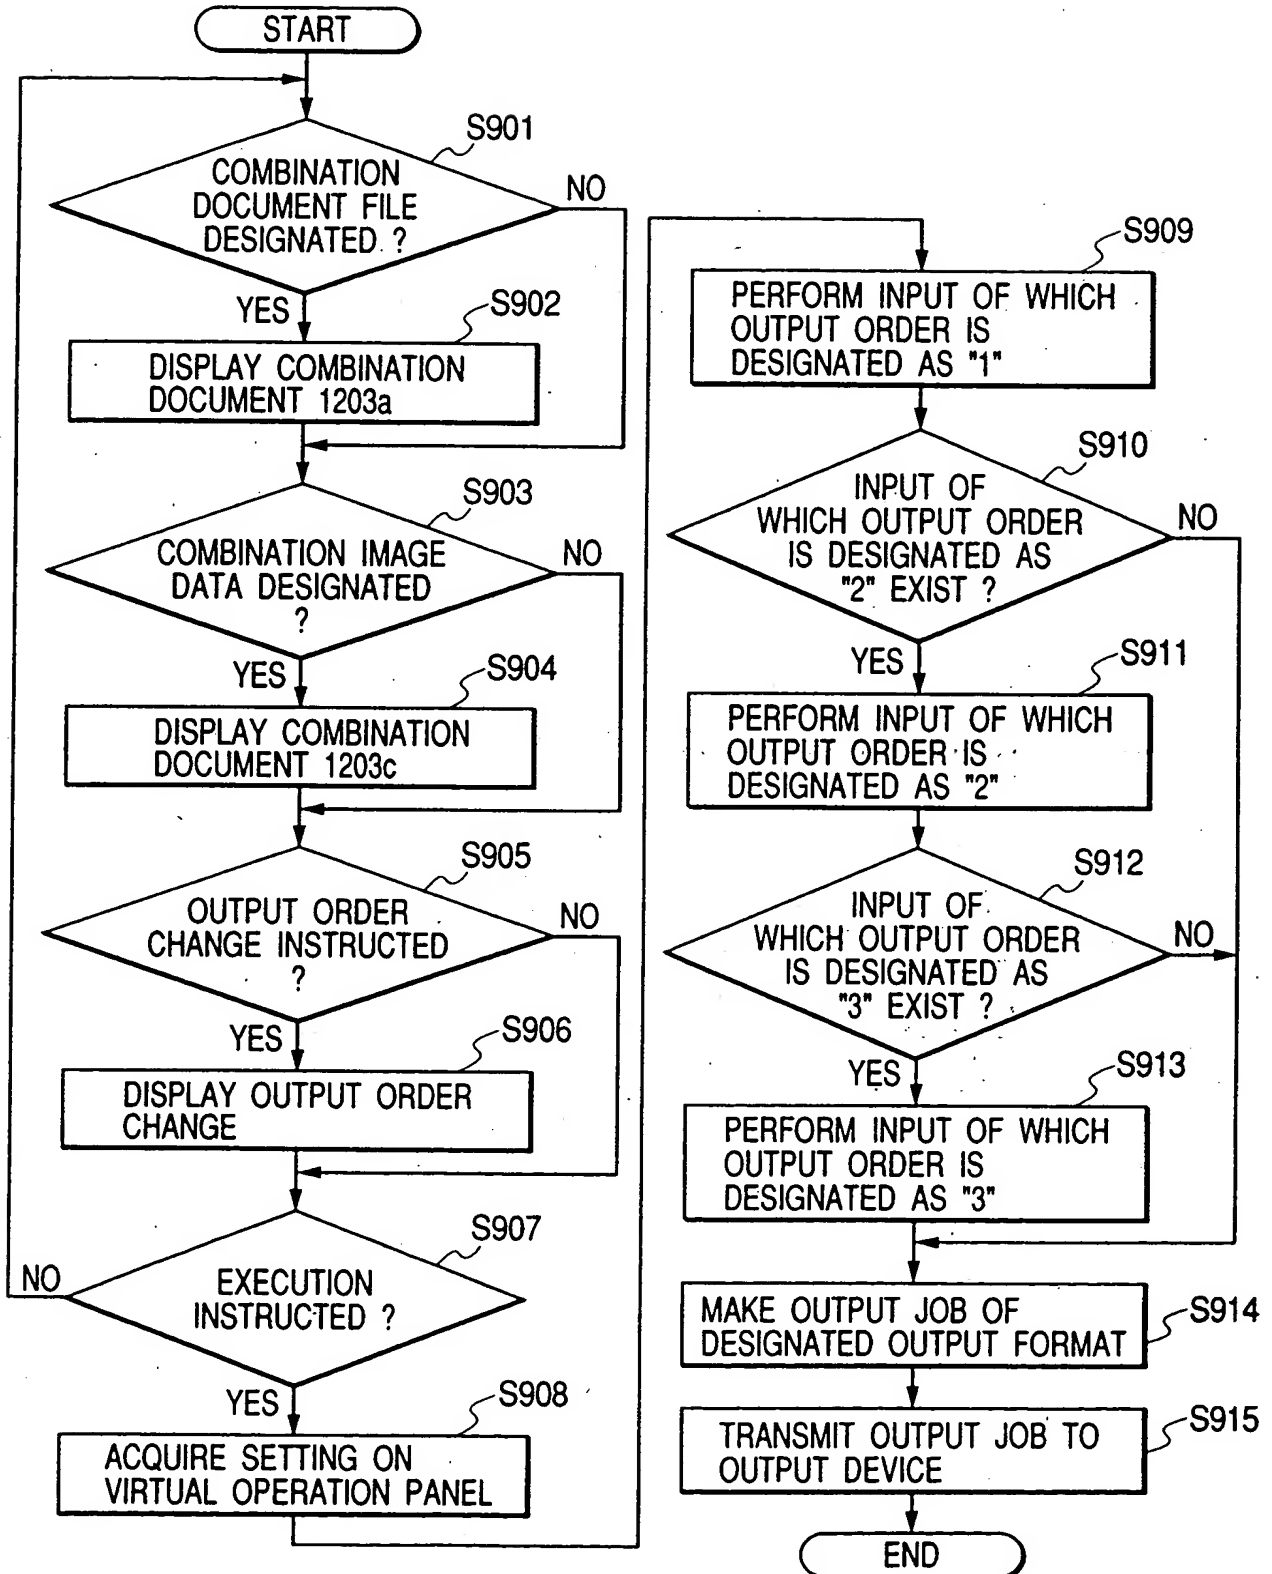 START
S901
COMBINATION
DOCUMENT FILE
DESIGNATED ?
NO
YES
S902
DISPLAY COMBINATION
DOCUMENT 1203a
S903
COMBINATION IMAGE
DATA DESIGNATED
?
NO
YES
S904
DISPLAY COMBINATION
DOCUMENT 1203c
S905
OUTPUT ORDER
CHANGE INSTRUCTED
?
NO
YES
S906
DISPLAY OUTPUT ORDER
CHANGE
S907
EXECUTION
INSTRUCTED ?
NO
YES
S908
ACQUIRE SETTING ON
VIRTUAL OPERATION PANEL
S909
PERFORM INPUT OF WHICH
OUTPUT ORDER IS
DESIGNATED AS "1"
S910
INPUT OF
WHICH OUTPUT ORDER
IS DESIGNATED AS
"2" EXIST ?
NO
YES
S911
PERFORM INPUT OF WHICH
OUTPUT ORDER IS
DESIGNATED AS "2"
S912
INPUT OF
WHICH OUTPUT ORDER
IS DESIGNATED AS
"3" EXIST ?
NO
YES
S913
PERFORM INPUT OF WHICH
OUTPUT ORDER IS
DESIGNATED AS "3"
S914
MAKE OUTPUT JOB OF
DESIGNATED OUTPUT FORMAT
S915
TRANSMIT OUTPUT JOB TO
OUTPUT DEVICE
END